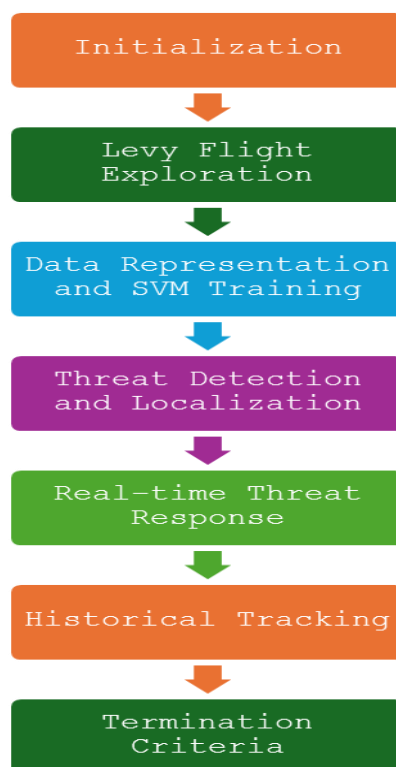 Initialization
Levy Flight
Exploration
Data Representation
and SVM Training
Threat Detection
and Localization
Real-time Threat
Response
Historical Tracking
Termination
Criteria